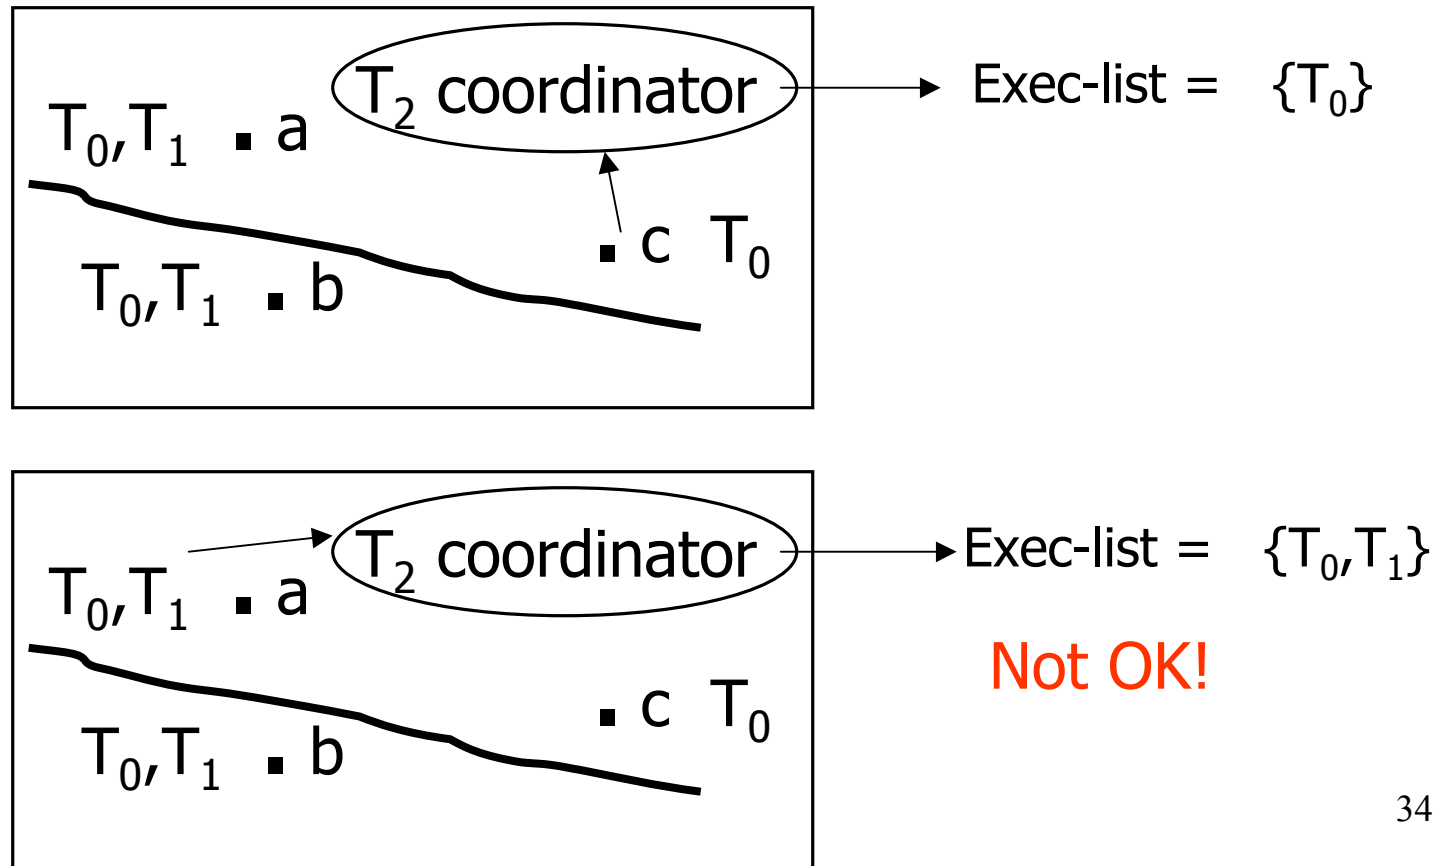 T₂ coordinator
Exec-list = {T₀}
T₀,T₁ ▪ a
▪ c T₀
T₀,T₁ ▪ b
T₂ coordinator
Exec-list = {T₀,T₁}
T₀,T₁ ▪ a
Not OK!
▪ c T₀
T₀,T₁ ▪ b
34